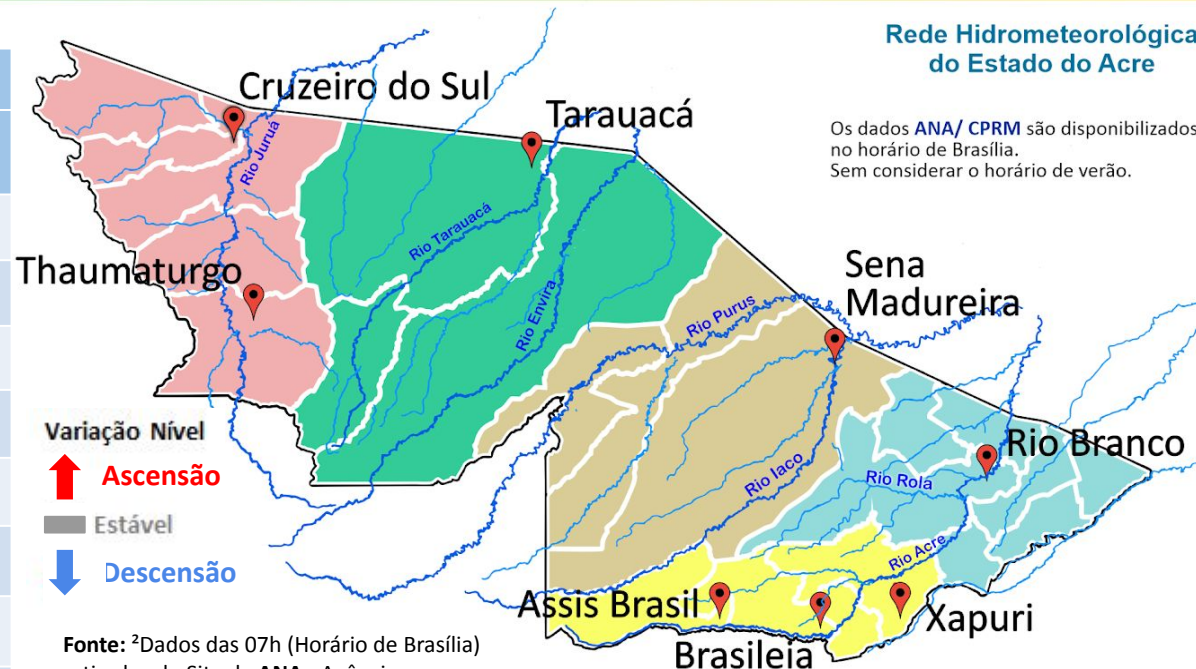 Rede Hidrometeorológica
do Estado do Acre
Os dados ANA/ CPRM são disponibilizados
no horário de Brasília.
Sem considerar o horário de verão.
Cruzeiro do Sul
Tarauacá
Rio Juruá
Rio Tarauacá
Thaumaturgo
Rio Envira
Sena
Madureira
Rio Purus
Variação Nível
Ascensão
Estável
Descensão
Rio Branco
Rio Iaco
Rio Rola
Rio Acre
Assis Brasil
Brasileia
Xapuri
Fonte: ²Dados das 07h (Horário de Brasília)